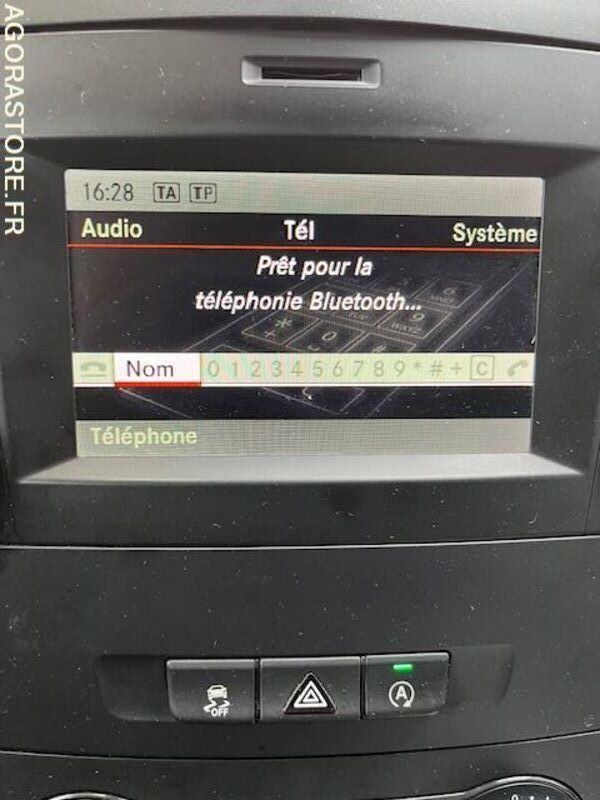 AGORASTORE.FR
16:28 TA TP
Audio Tél Système
Prêt pour la
téléphonie Bluetooth...
Nom 0 1 2 3 4 5 6 7 8 9 * # + C
Téléphone
OFF
A